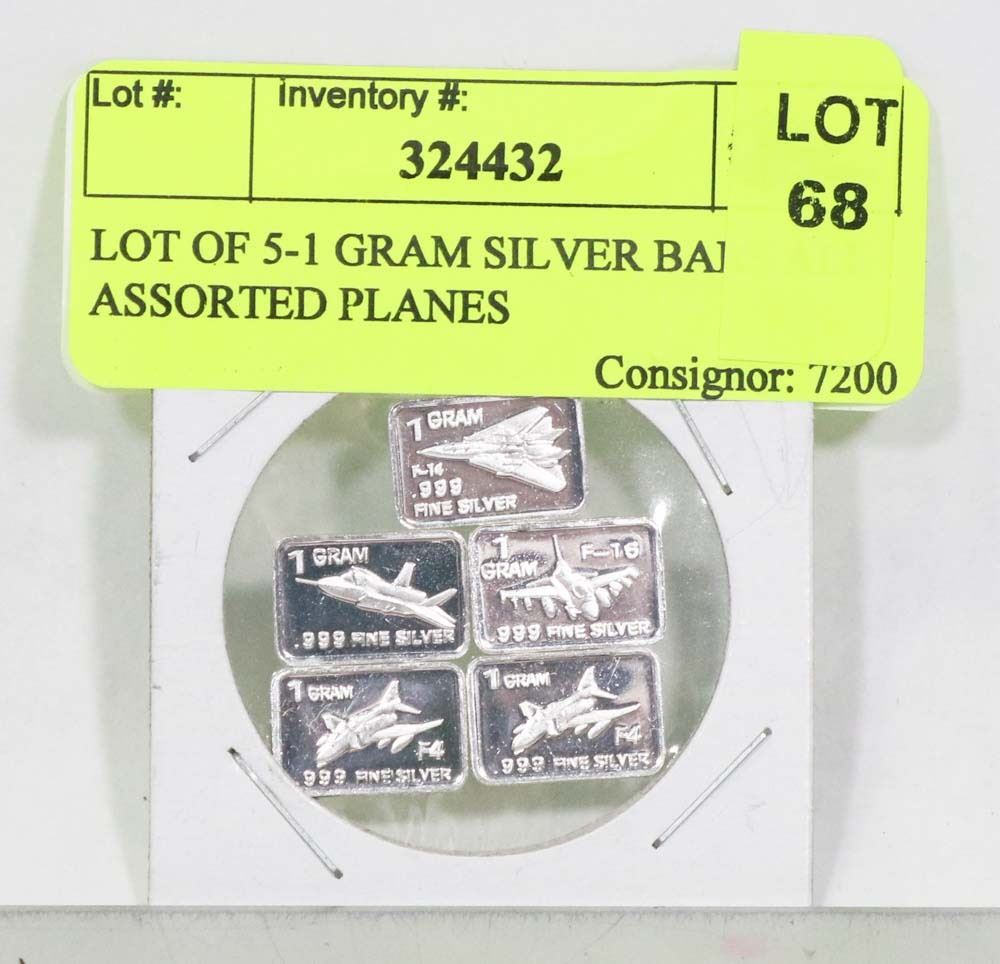 Lot #:
Inventory #:
324432
LOT
68
LOT OF 5-1 GRAM SILVER
ASSORTED PLANES
Consignor: 7200
1 GRAM
F-14
.999
FINE SILVER
1 GRAM
.999 FINE SILVER
1
GRAM
F-16
.999 FINE SILVER
1 GRAM
F4
.999 FINE SILVER
1 GRAM
F4
.999 FINE SILVER